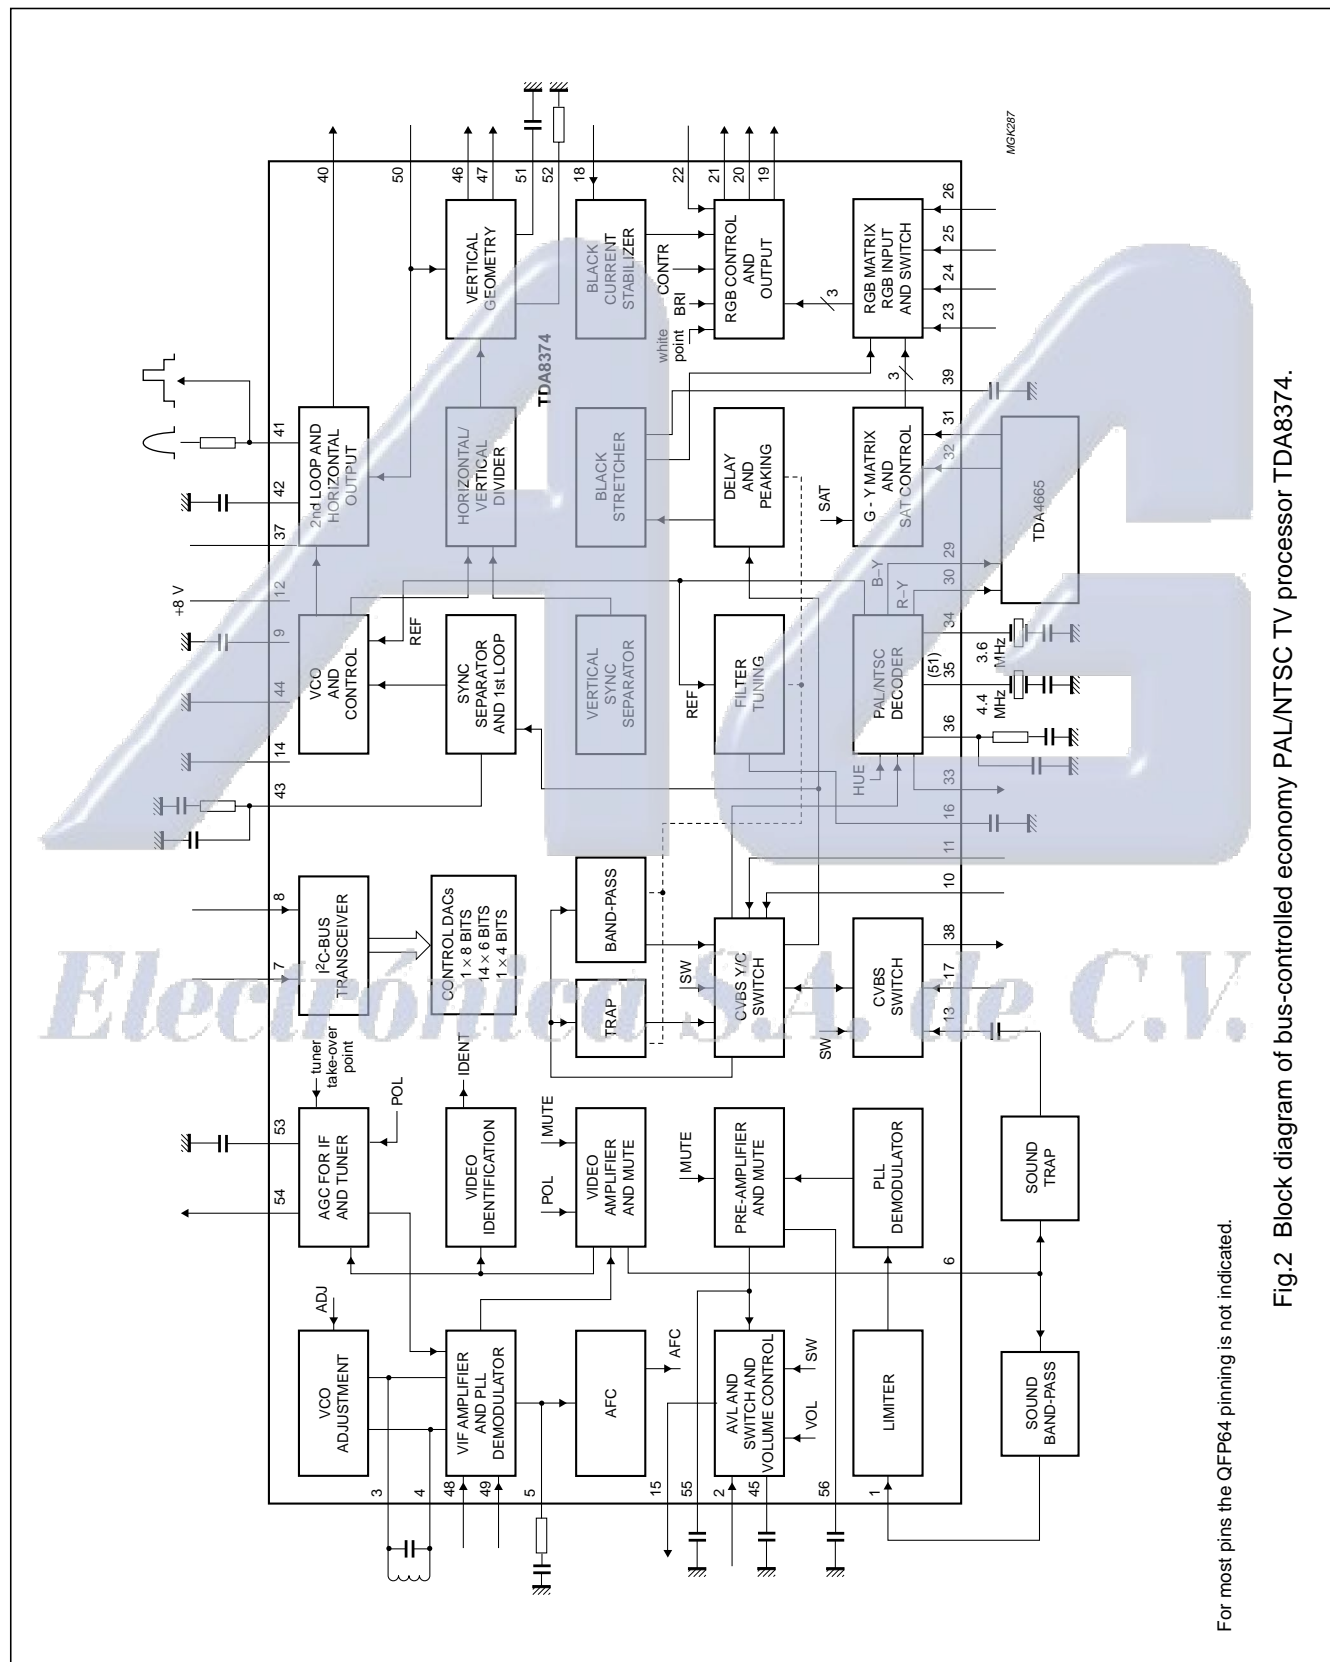 40
50
46
47
51
52
18
22
21
20
19
MGK287
VERTICAL
GEOMETRY
BLACK
CURRENT
STABILIZER
CONTR
BRI
white
point
RGB CONTROL
AND
OUTPUT
3
RGB MATRIX
RGB INPUT
AND SWITCH
26
25
24
23
TDA8374
41
42
37
2nd LOOP AND
HORIZONTAL
OUTPUT
HORIZONTAL/
VERTICAL
DIVIDER
BLACK
STRETCHER
DELAY
AND
PEAKING
SAT
G - Y MATRIX
AND
SAT CONTROL
3
39
31
32
TDA4665
+8 V
12
9
44
14
43
VCO
AND
CONTROL
REF
SYNC
SEPARATOR
AND 1st LOOP
VERTICAL
SYNC
SEPARATOR
REF
FILTER
TUNING
B–Y
R–Y
PAL/NTSC
DECODER
HUE
29
30
34
(51)
35
36
33
16
11
10
3.6
MHz
4.4
MHz
8
7
I2C-BUS
TRANSCEIVER
CONTROL DACs
1 × 8 BITS
14 × 6 BITS
1 × 4 BITS
BAND-PASS
TRAP
SW
CVBS Y/C
SWITCH
SW
CVBS
SWITCH
38
17
13
Electrónica S.A. de C.V.
tuner
take-over
point
53
54
AGC FOR IF
AND TUNER
POL
IDENT
VIDEO
IDENTIFICATION
MUTE
POL
VIDEO
AMPLIFIER
AND MUTE
MUTE
PRE-AMPLIFIER
AND MUTE
PLL
DEMODULATOR
6
SOUND
TRAP
ADJ
VCO
ADJUSTMENT
VIF AMPLIFIER
AND PLL
DEMODULATOR
AFC
AFC
AVL AND
SWITCH AND
VOLUME CONTROL
SW
VOL
LIMITER
SOUND
BAND-PASS
3
4
48
49
5
15
55
2
45
56
1
For most pins the QFP64 pinning is not indicated.
Fig.2 Block diagram of bus-controlled economy PAL/NTSC TV processor TDA8374.